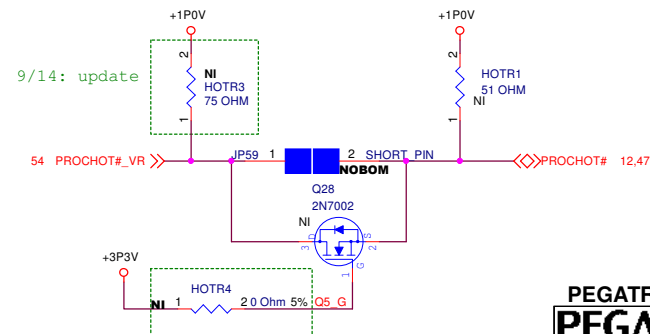 +1P0V
+1P0V
9/14: update
2
NI
HOTR3
75 OHM
1
2
HOTR1
51 OHM
NI
1
54 PROCHOT#_VR
JP59 1
2 SHORT_PIN
NOBOM
PROCHOT# 12,47
Q28
2N7002
NI
3 D
S 2
G
1
+3P3V
HOTR4
NI 1
2 0 Ohm 5% Q5_G